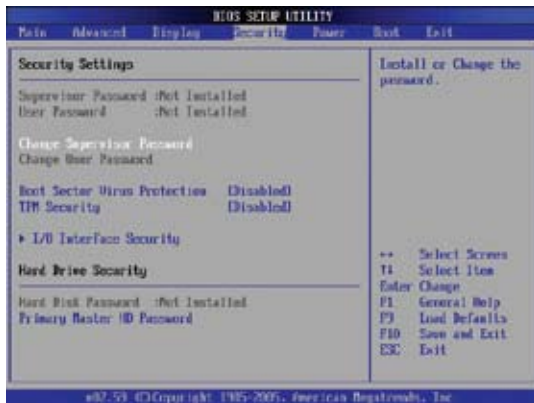 BIOS SETUP UTILITY
Main Advanced Display Security Power Boot Exit
Security Settings
Supervisor Password :Not Installed
User Password :Not Installed
Change Supervisor Password
Change User Password
Boot Sector Virus Protection [Disabled]
TPM Security [Disabled]
▶ I/O Interface Security
Hard Drive Security
Hard Disk Password :Not Installed
Primary Master HD Password
Install or Change the
password.
↔ Select Screen
↑↓ Select Item
Enter Change
F1 General Help
F9 Load Defaults
F10 Save and Exit
ESC Exit
v02.59 (C)Copyright 1985-2005, American Megatrends, Inc